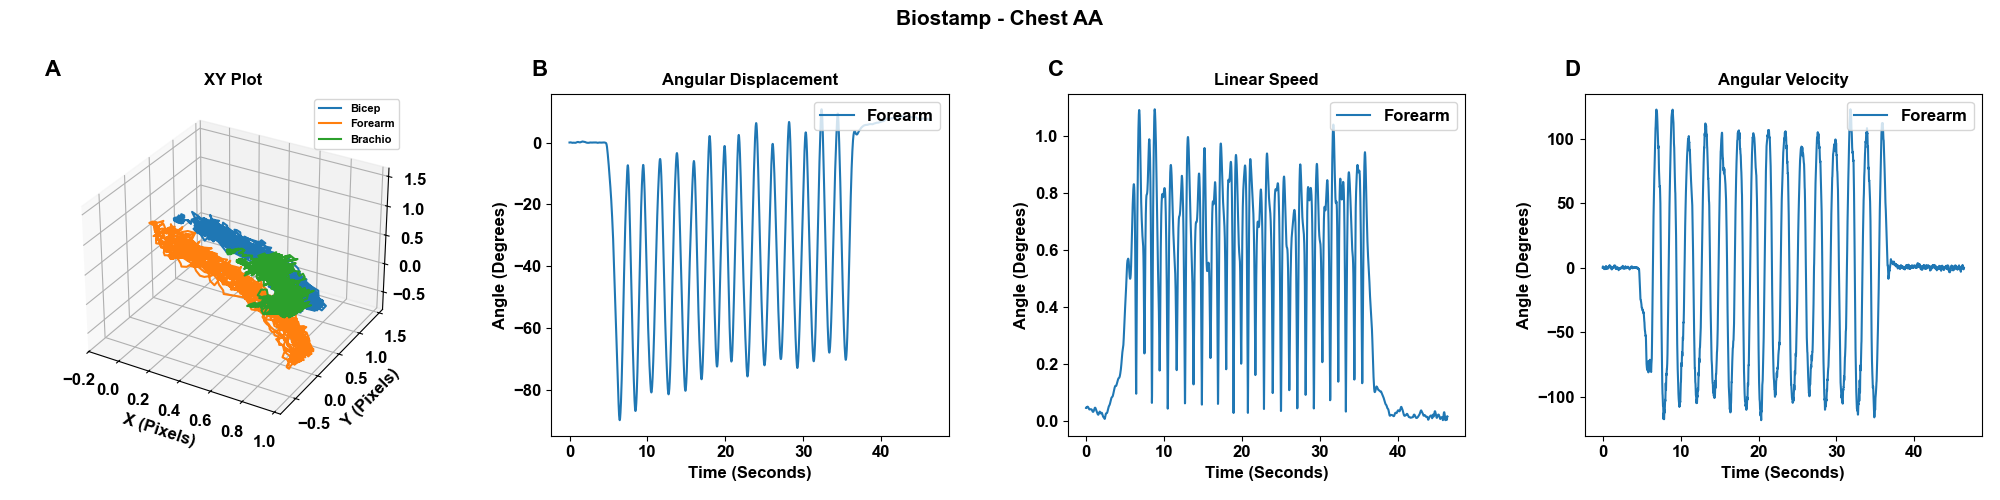 Biostamp - Chest AA
A
XY Plot
Bicep
Forearm
Brachio
1.5
1.0
0.5
0.0
−0.5
1.5
1.0
0.5
0.0
−0.5
Y (Pixels)
−0.2
0.0
0.2
0.4
0.6
0.8
1.0
X (Pixels)
B
Angular Displacement
Forearm
0
−20
−40
−60
−80
Angle (Degrees)
0 10 20 30 40
Time (Seconds)
C
Linear Speed
Forearm
1.0
0.8
0.6
0.4
0.2
0.0
Angle (Degrees)
0 10 20 30 40
Time (Seconds)
D
Angular Velocity
Forearm
100
50
0
−50
−100
Angle (Degrees)
0 10 20 30 40
Time (Seconds)